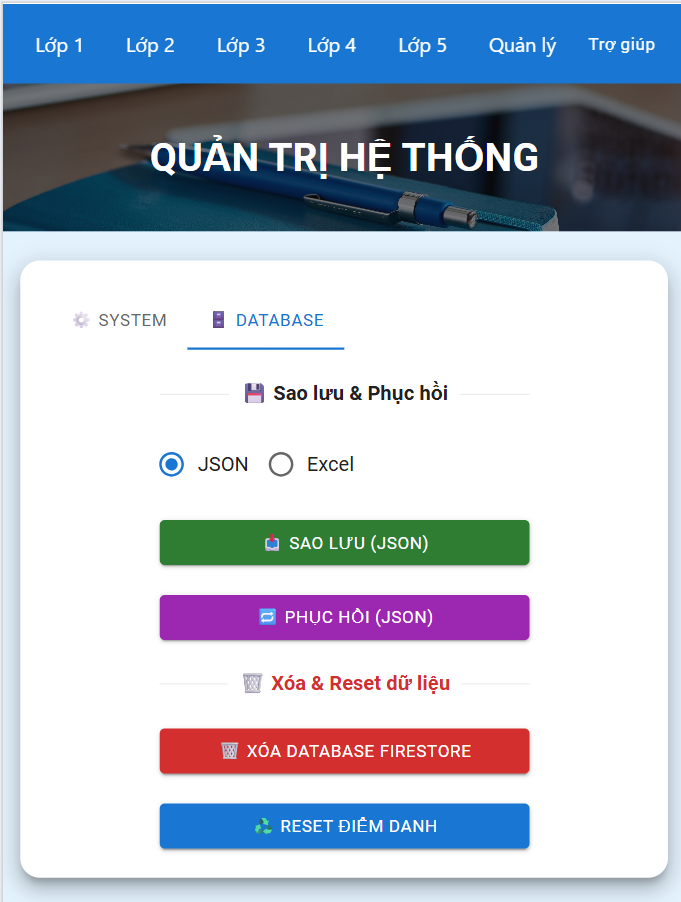 Lớp 1 Lớp 2 Lớp 3 Lớp 4 Lớp 5 Quản lý Trợ giúp
QUẢN TRỊ HỆ THỐNG
SYSTEM DATABASE
Sao lưu & Phục hồi
JSON Excel
SAO LƯU (JSON)
PHỤC HỒI (JSON)
Xóa & Reset dữ liệu
XÓA DATABASE FIRESTORE
RESET ĐIỂM DANH